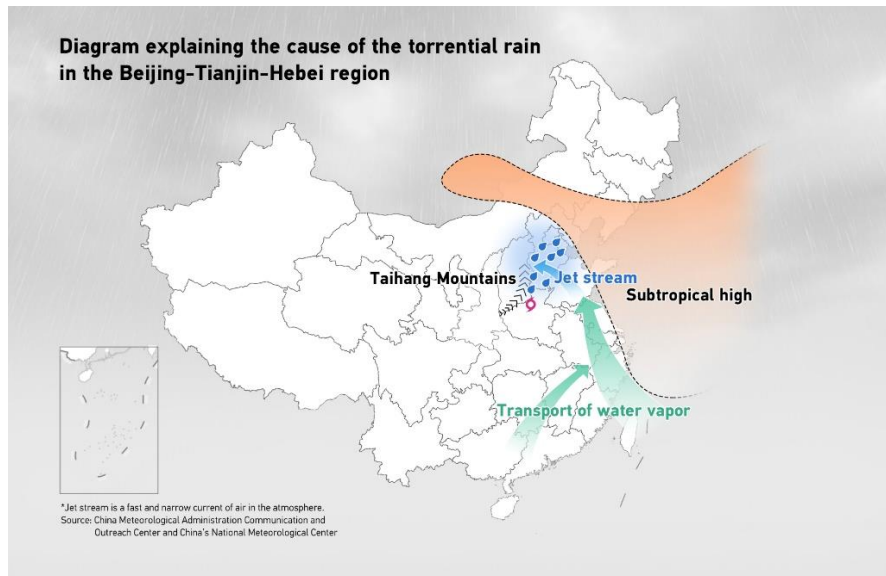 Diagram explaining the cause of the torrential rain
in the Beijing-Tianjin-Hebei region
Taihang Mountains
Jet stream
Subtropical high
Transport of water vapor
*Jet stream is a fast and narrow current of air in the atmosphere.
Source: China Meteorological Administration Communication and
Outreach Center and China's National Meteorological Center